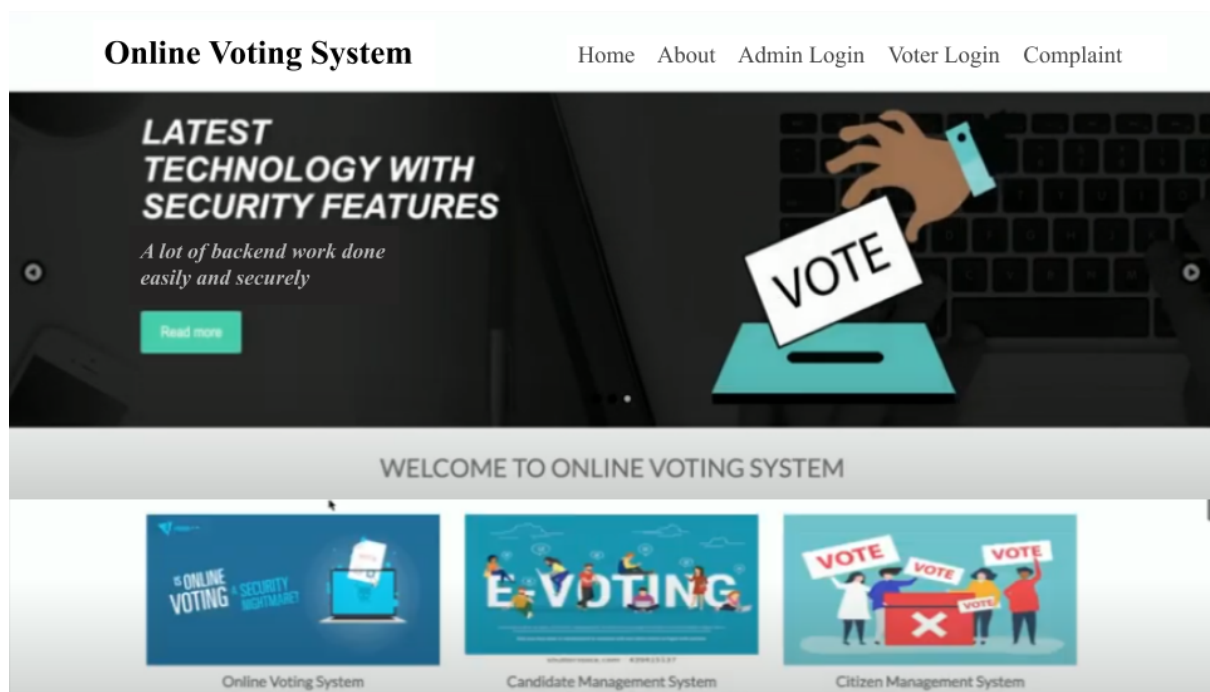 Online Voting System
Home About Admin Login Voter Login Complaint
LATEST
TECHNOLOGY WITH
SECURITY FEATURES
A lot of backend work done
easily and securely
Read more
VOTE
WELCOME TO ONLINE VOTING SYSTEM
IS ONLINE
VOTING
A SECURITY
NIGHTMARE?
VOTE
E-VOTING
VOTE
VOTE
VOTE
VOTE
Online Voting System
Candidate Management System
Citizen Management System